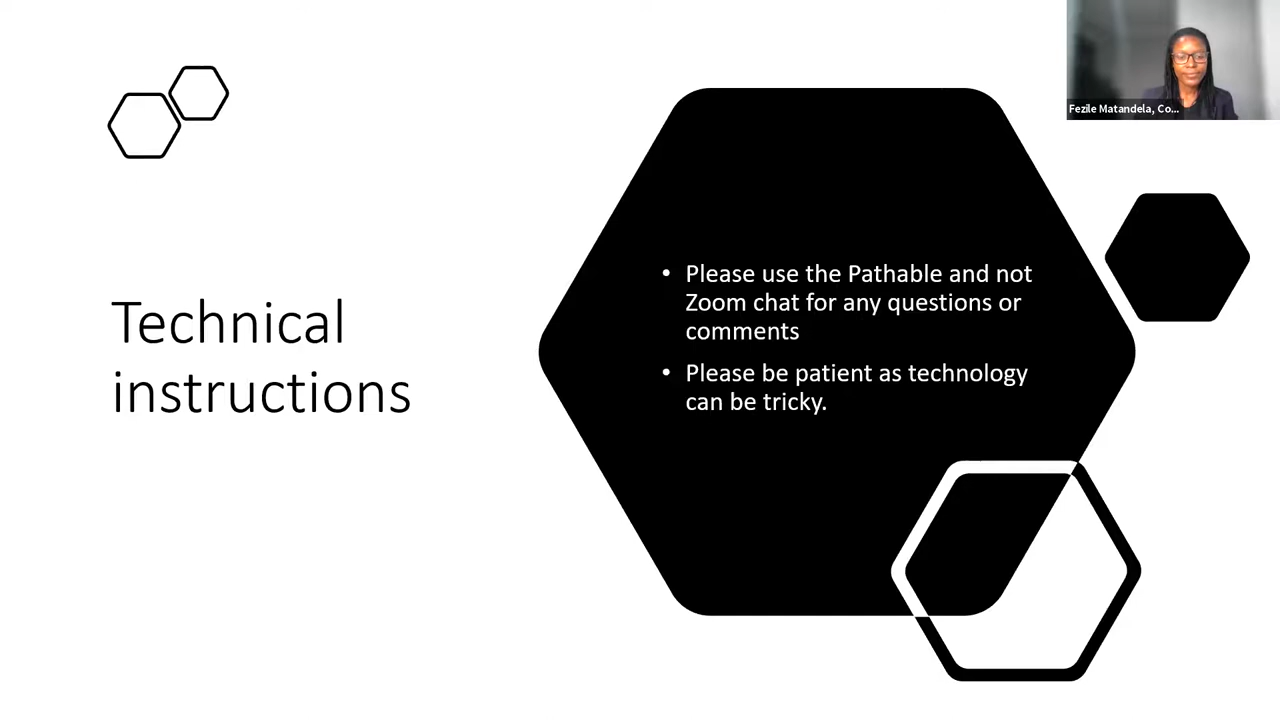 Technical
instructions
• Please use the Pathable and not
Zoom chat for any questions or
comments
• Please be patient as technology
can be tricky.
Fezile Matandela, Co...